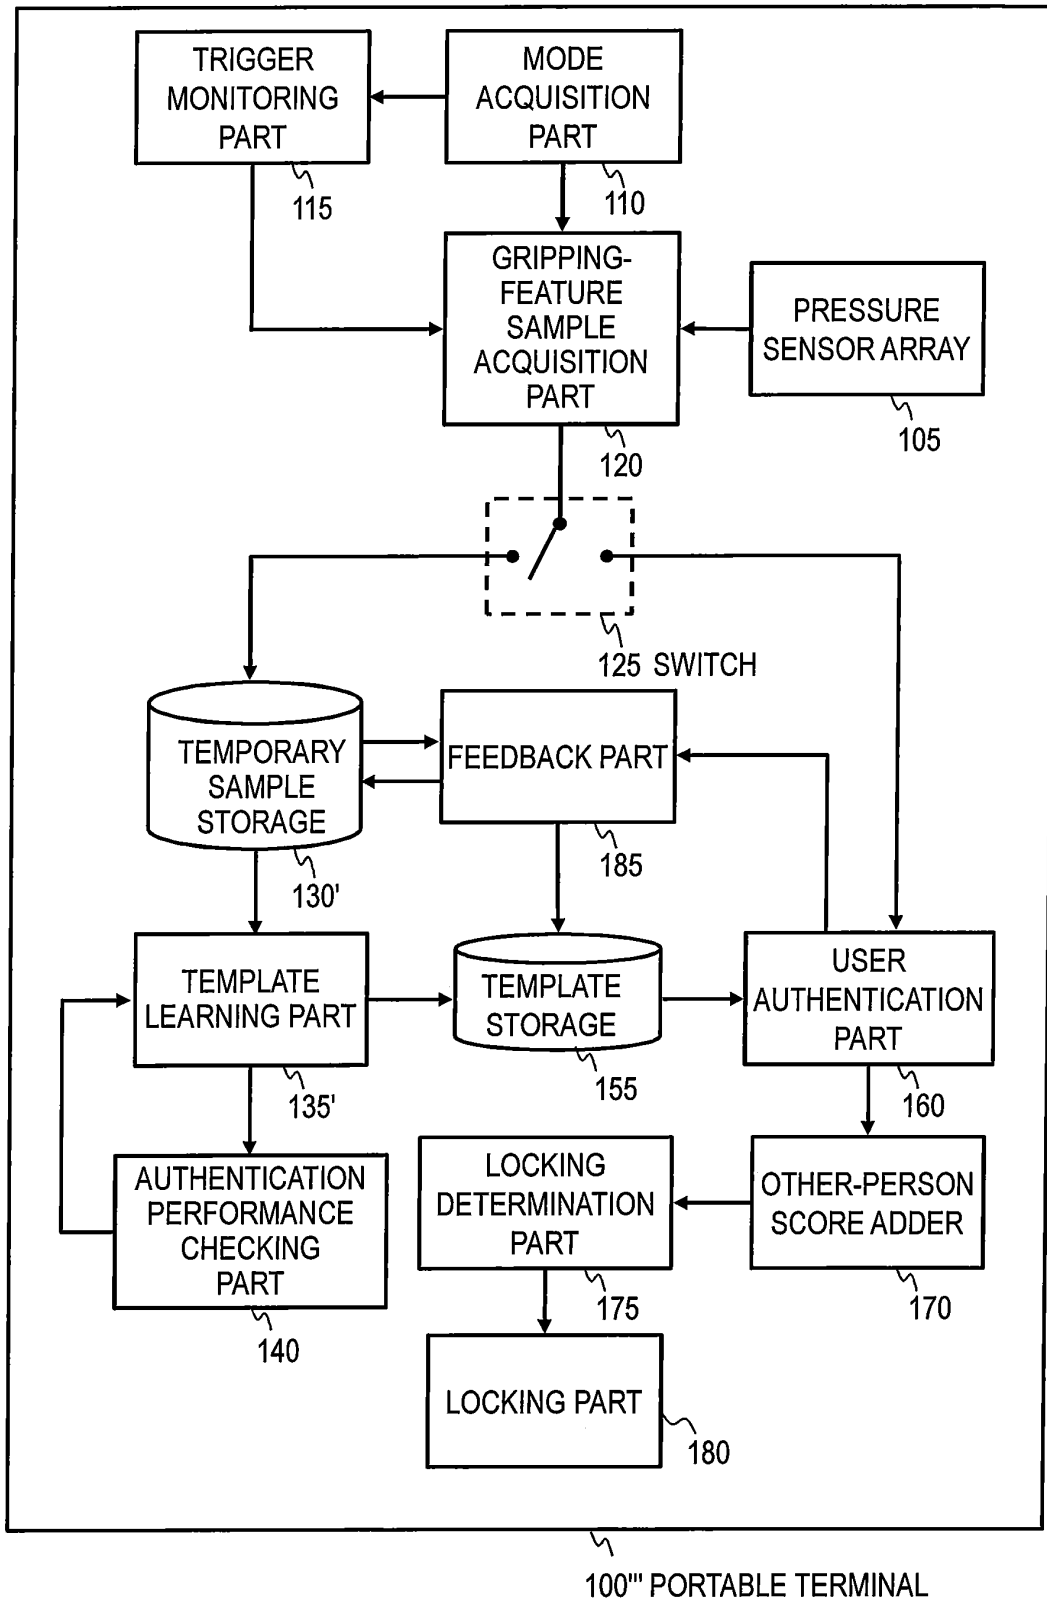 TRIGGER
MONITORING
PART
115
MODE
ACQUISITION
PART
110
GRIPPING-
FEATURE
SAMPLE
ACQUISITION
PART
120
PRESSURE
SENSOR ARRAY
105
125 SWITCH
TEMPORARY
SAMPLE
STORAGE
130'
FEEDBACK PART
185
TEMPLATE
LEARNING PART
135'
TEMPLATE
STORAGE
155
USER
AUTHENTICATION
PART
160
AUTHENTICATION
PERFORMANCE
CHECKING
PART
140
LOCKING
DETERMINATION
PART
175
OTHER-PERSON
SCORE ADDER
170
LOCKING PART
180
100''' PORTABLE TERMINAL